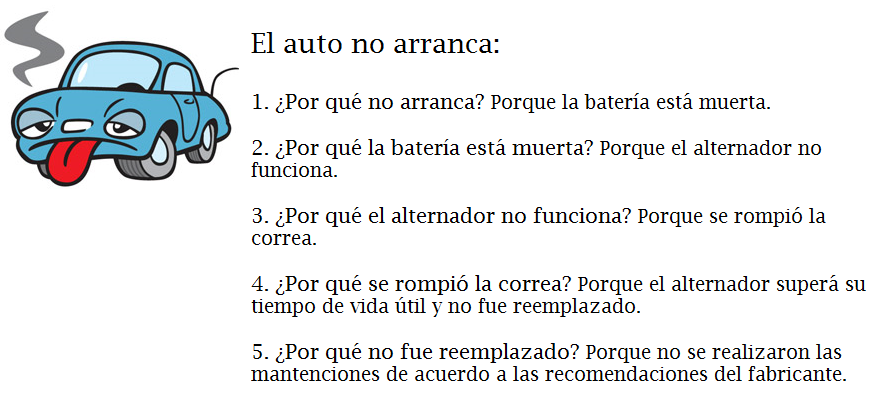 El auto no arranca:
1. ¿Por qué no arranca? Porque la batería está muerta.
2. ¿Por qué la batería está muerta? Porque el alternador no
funciona.
3. ¿Por qué el alternador no funciona? Porque se rompió la
correa.
4. ¿Por qué se rompió la correa? Porque el alternador superá su
tiempo de vida útil y no fue reemplazado.
5. ¿Por qué no fue reemplazado? Porque no se realizaron las
mantenciones de acuerdo a las recomendaciones del fabricante.